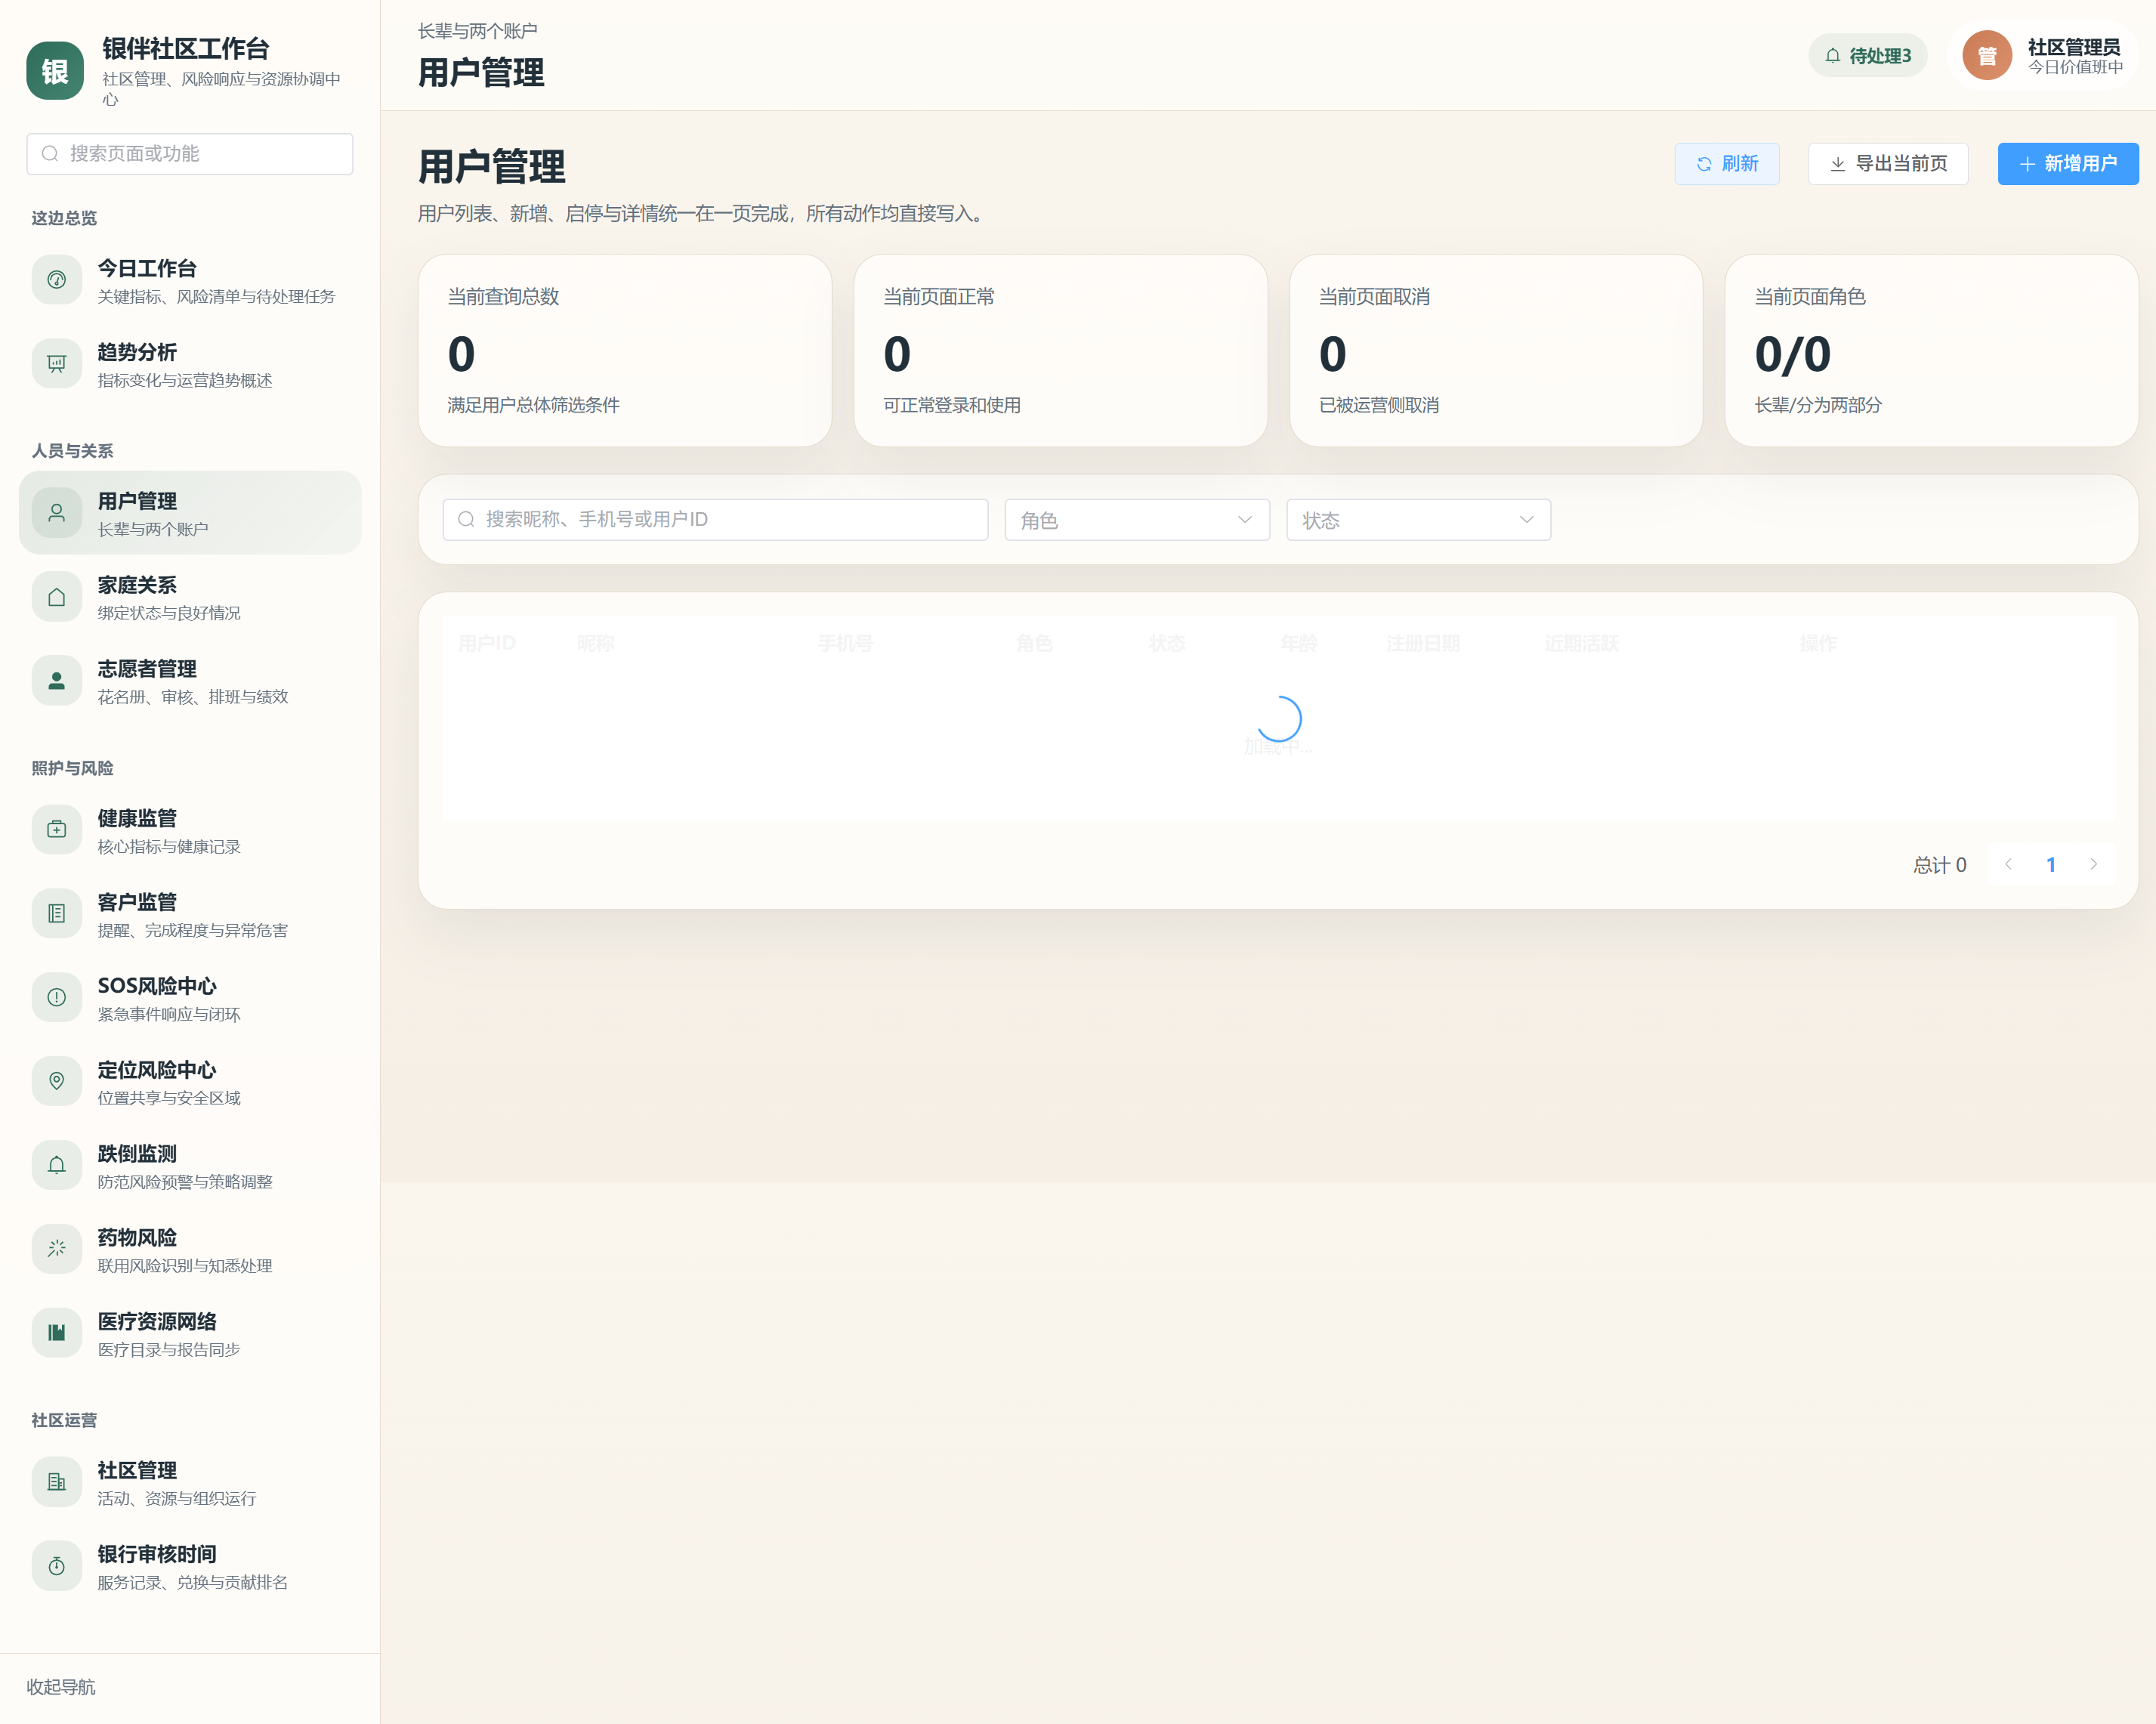 银
银伴社区工作台
社区管理、风险响应与资源协调中
心
搜索页面或功能
这边总览
今日工作台
关键指标、风险清单与待处理任务
趋势分析
指标变化与运营趋势概述
人员与关系
用户管理
长辈与两个账户
家庭关系
绑定状态与良好情况
志愿者管理
花名册、审核、排班与绩效
照护与风险
健康监管
核心指标与健康记录
客户监管
提醒、完成程度与异常危害
SOS风险中心
紧急事件响应与闭环
定位风险中心
位置共享与安全区域
跌倒监测
防范风险预警与策略调整
药物风险
联用风险识别与知悉处理
医疗资源网络
医疗目录与报告同步
社区运营
社区管理
活动、资源与组织运行
银行审核时间
服务记录、兑换与贡献排名
收起导航
长辈与两个账户
用户管理
待处理3
管
社区管理员
今日价值班中
用户管理
用户列表、新增、启停与详情统一在一页完成，所有动作均直接写入。
刷新
导出当前页
新增用户
当前查询总数
0
满足用户总体筛选条件
当前页面正常
0
可正常登录和使用
当前页面取消
0
已被运营侧取消
当前页面角色
0/0
长辈/分为两部分
搜索昵称、手机号或用户ID
角色
状态
用户ID 昵称 手机号 角色 状态 年龄 注册日期 近期活跃 操作
加载中...
总计 0
1